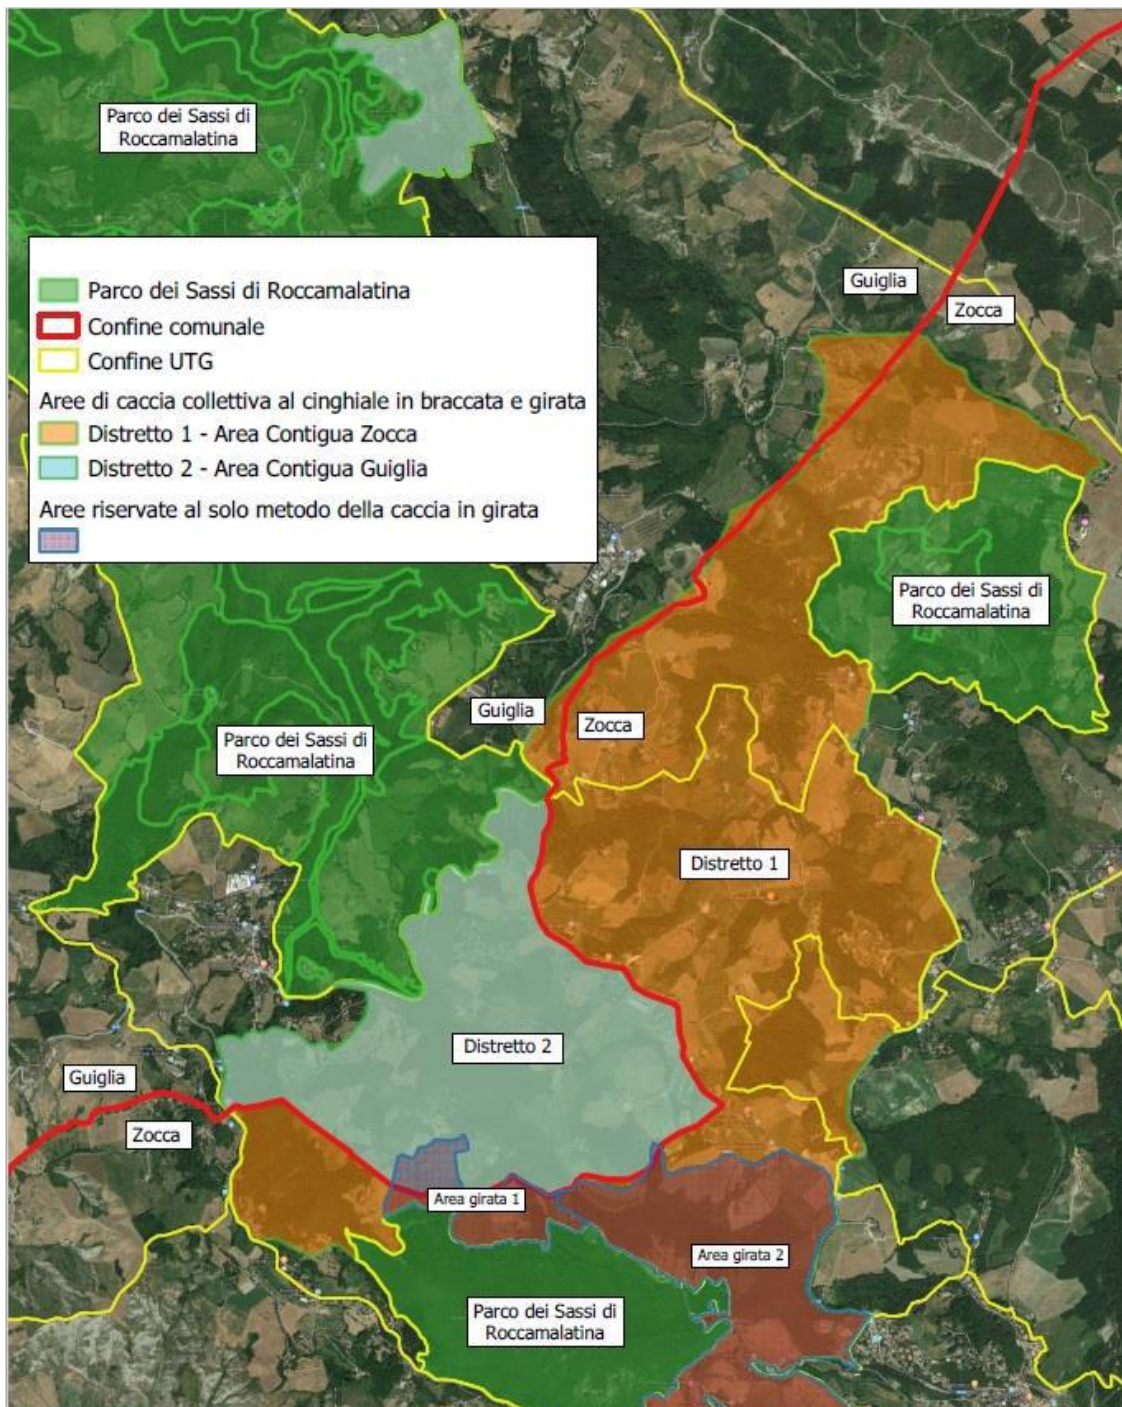 Parco dei Sassi di
Roccamalatina
Parco dei Sassi di Roccamalatina
Confine comunale
Confine UTG
Aree di caccia collettiva al cinghiale in braccata e girata
Distretto 1 - Area Contigua Zocca
Distretto 2 - Area Contigua Guiglia
Aree riservate al solo metodo della caccia in girata
Guiglia
Zocca
Parco dei Sassi di
Roccamalatina
Guiglia
Zocca
Parco dei Sassi di
Roccamalatina
Distretto 1
Distretto 2
Guiglia
Zocca
Area girata 1
Area girata 2
Parco dei Sassi di
Roccamalatina